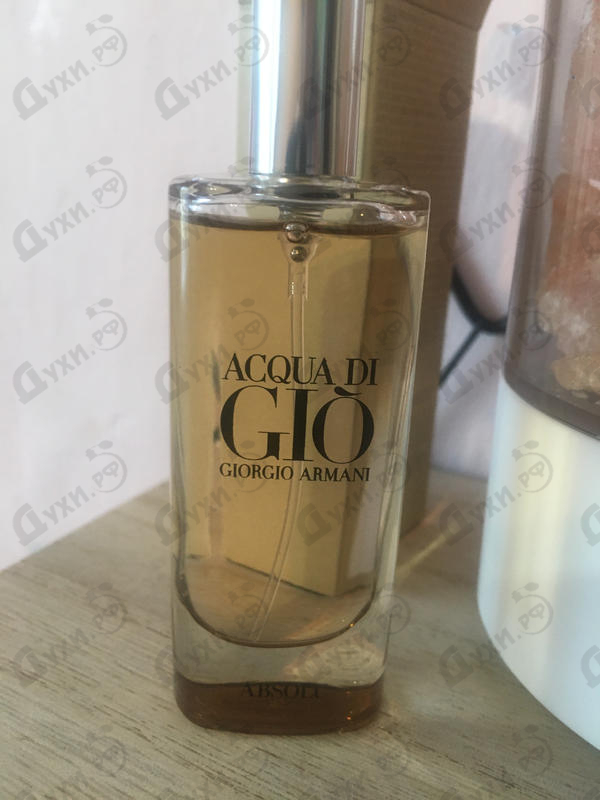 ACQUA DI
GIÒ
GIORGIO ARMANI
ABSOLU
Духи.РФ